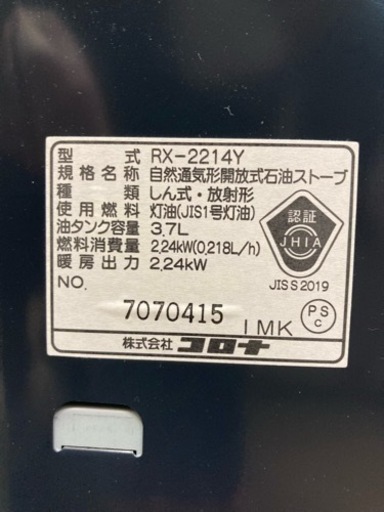 型式 RX-2214Y
規格名称 自然通気形開放式石油ストーブ
種類 しん式・放射形
使用燃料 灯油(JIS1号灯油)
油タンク容量 3.7L
燃料消費量 2.24kW(0.218L/h)
暖房出力 2.24kW
NO.
7070415 IMK
株式会社 コロナ
認証
JHIA
JIS S 2019
PS
C